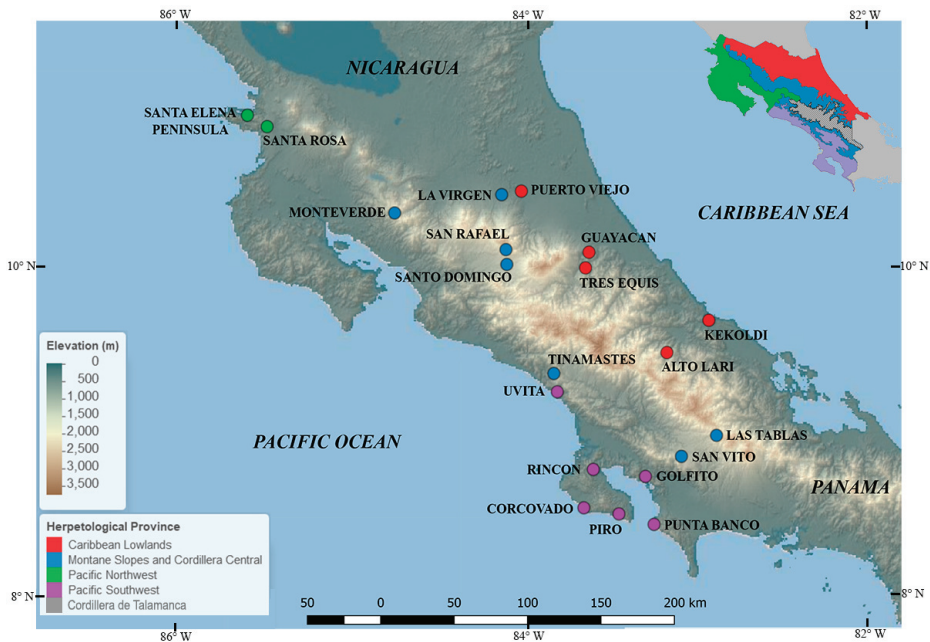 86° W
84° W
82° W
NICARAGUA
SANTA ELENA
PENINSULA
SANTA ROSA
LA VIRGEN
PUERTO VIEJO
MONTEVERDE
CARIBBEAN SEA
SAN RAFAEL
GUAYACAN
10° N
10° N
SANTO DOMINGO
TRES EQUIS
KEKOLDI
Elevation (m)
0
500
1,000
1,500
2,000
2,500
3,000
3,500
TINAMASTES
ALTO LARI
UVITA
PACIFIC OCEAN
LAS TABLAS
SAN VITO
RINCON
GOLFITO
PANAMA
CORCOVADO
PIRO
PUNTA BANCO
Herpetological Province
Caribbean Lowlands
Montane Slopes and Cordillera Central
Pacific Northwest
Pacific Southwest
Cordillera de Talamanca
8° N
8° N
50 0 50 100 150 200 km
86° W
84° W
82° W